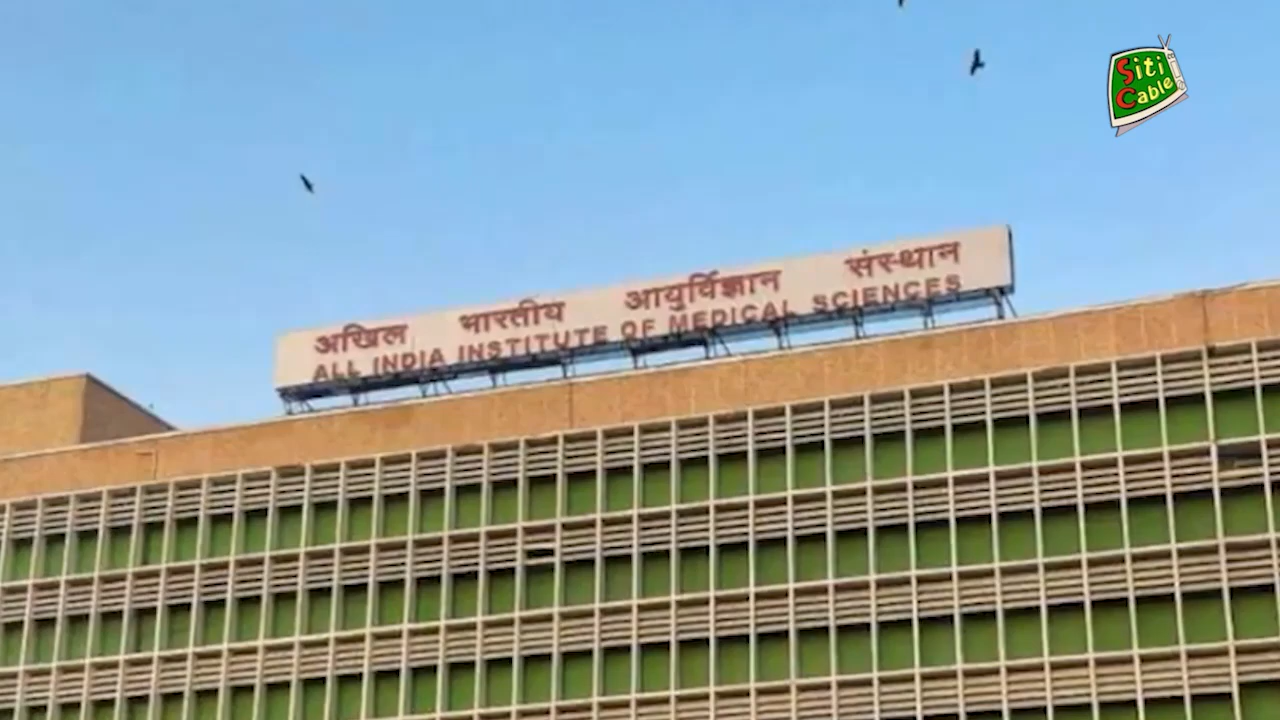 Siti
Cable
अखिल भारतीय आयुर्विज्ञान संस्थान
ALL INDIA INSTITUTE OF MEDICAL SCIENCES